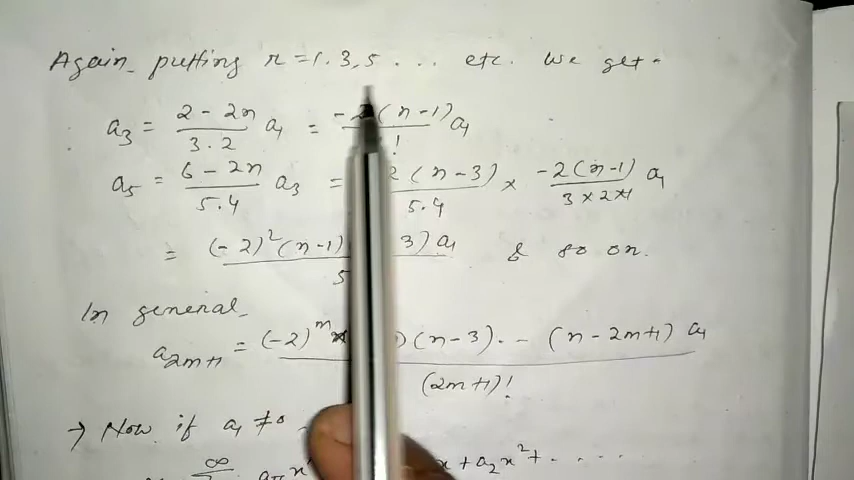 Again putting r = 1. 3, 5 ... etc. We get -
a₃ = (2 - 2n)/(3.2) a₁ = - (n-1)/! a₁
a₅ = (6 - 2n)/(5.4) a₃ = 2(n-3)/(5.4) × -2(n-1)/(3×2×1) a₁
= (-2)²(n-1) 3) a₁/5 & so on.
In general
a₂ₘ₊₁ = (-2)ᵐ )(n-3). - - (n-2m+1) a₁/(2m+1)!
→ Now if a₁ ≠ 0
∞ x + a₂x² + . . . . .